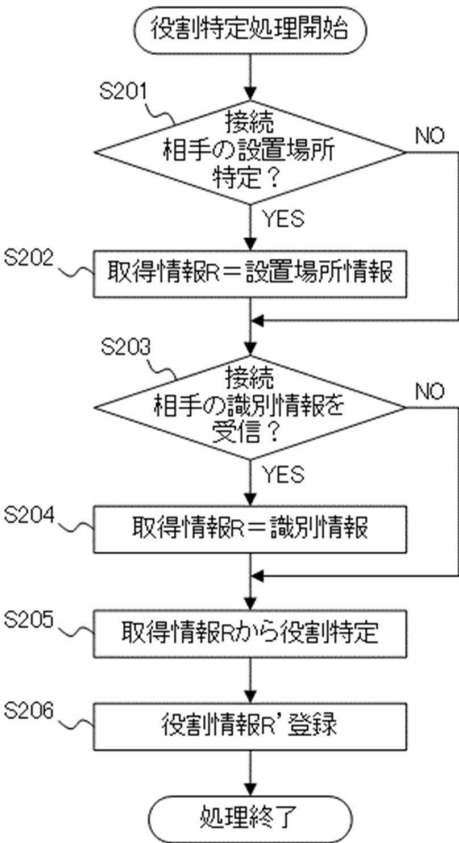 役割特定処理開始
S201
接続
相手の設置場所
特定？
NO
YES
S202
取得情報R＝設置場所情報
S203
接続
相手の識別情報を
受信？
NO
YES
S204
取得情報R＝識別情報
S205
取得情報Rから役割特定
S206
役割情報R’登録
処理終了